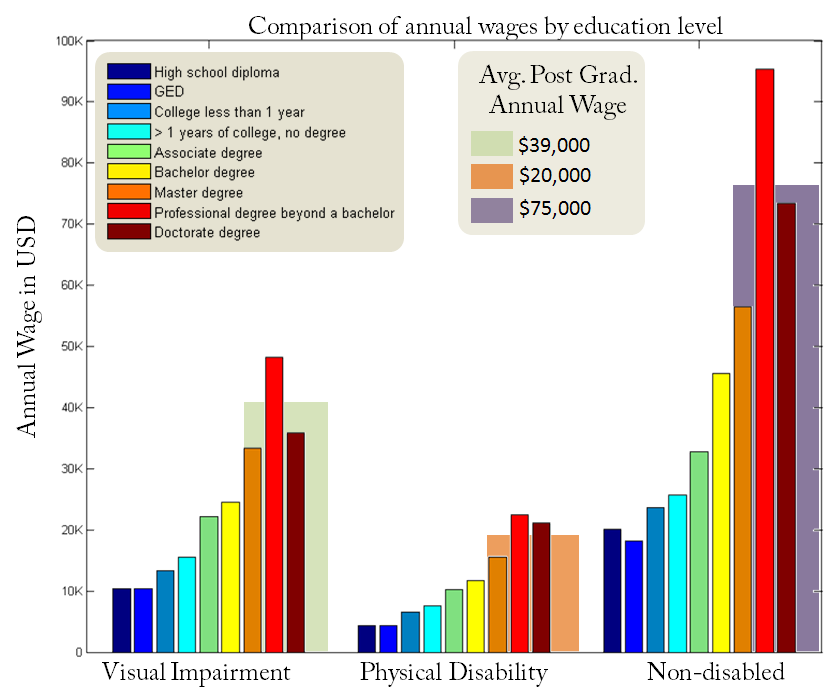 Comparison of annual wages by education level
100K
90K
80K
70K
60K
50K
40K
30K
20K
10K
0
Annual Wage in USD
High school diploma
GED
College less than 1 year
> 1 years of college, no degree
Associate degree
Bachelor degree
Master degree
Professional degree beyond a bachelor
Doctorate degree
Avg. Post Grad.
Annual Wage
$39,000
$20,000
$75,000
Visual Impairment
Physical Disability
Non-disabled